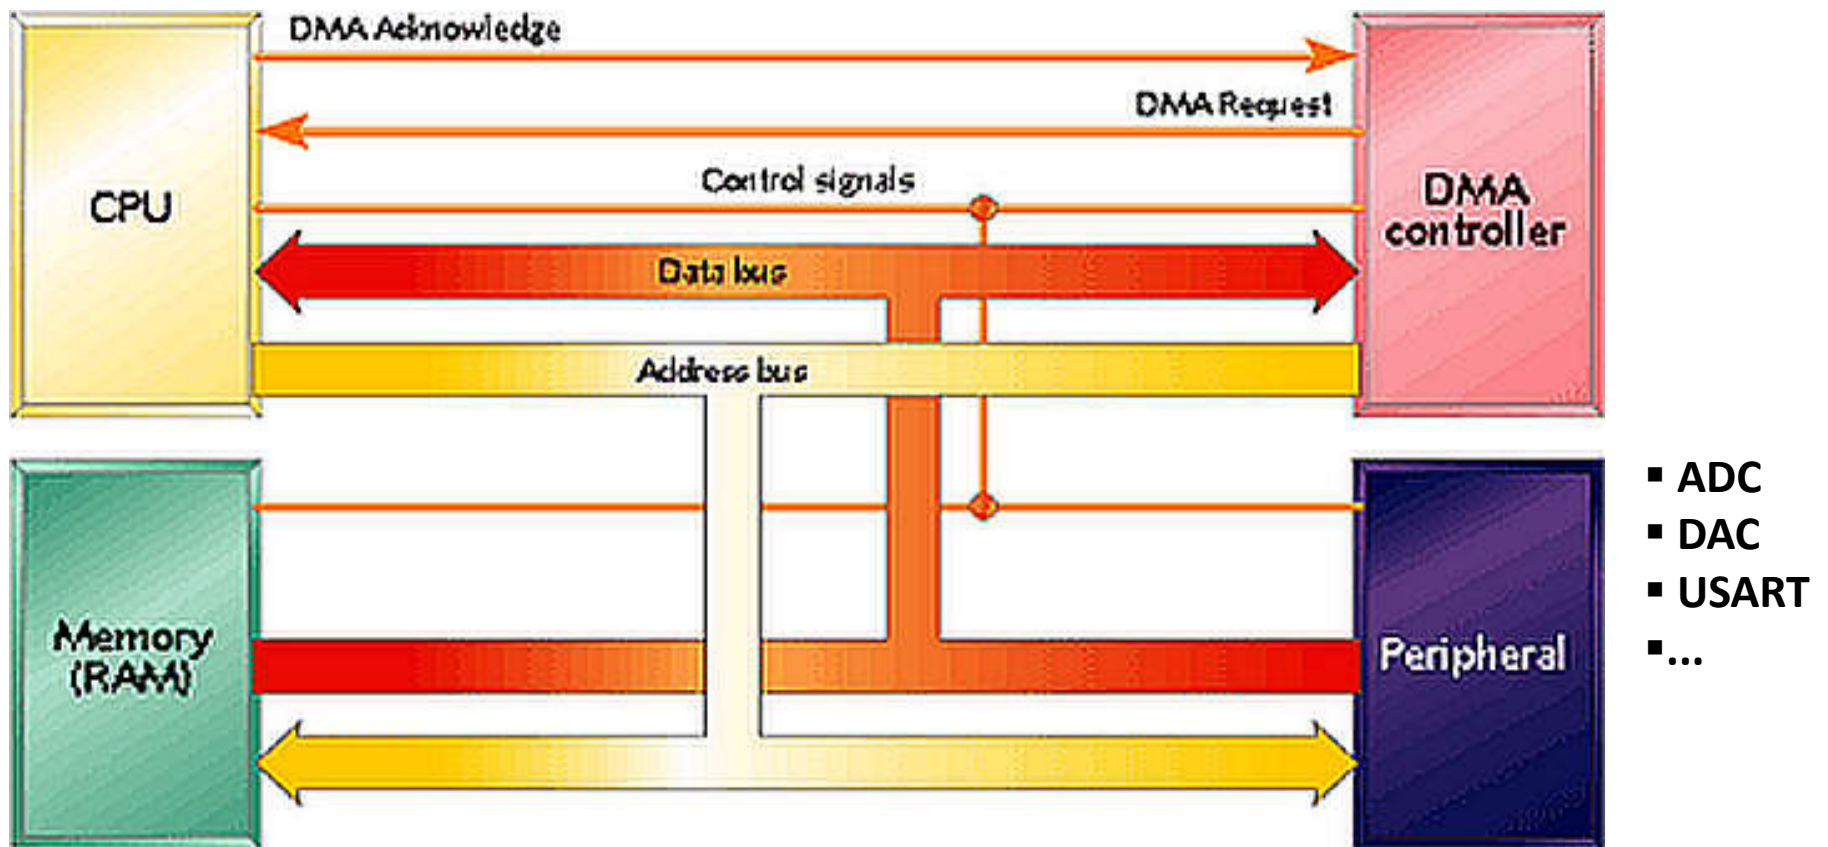 DMA Acknowledge
DMA Request
Control signals
CPU
DMA
controller
Data bus
Address bus
Memory
(RAM)
Peripheral
▪ ADC
▪ DAC
▪ USART
▪...